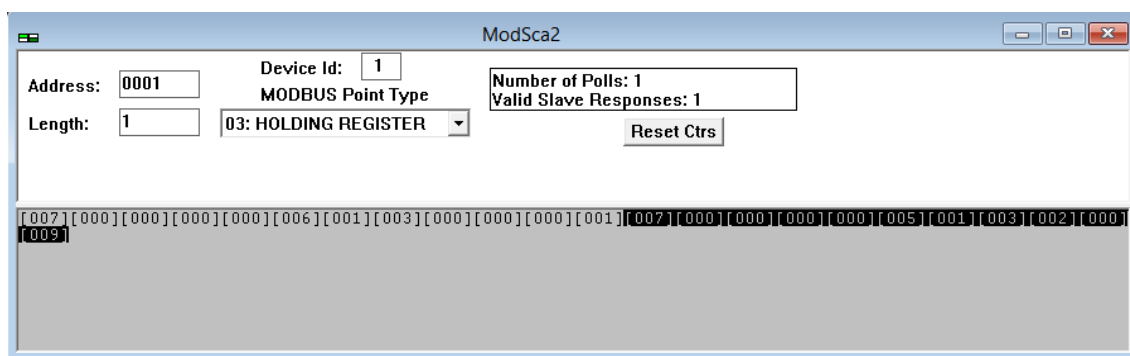 ModSca2
Address: 0001
Device Id: 1
MODBUS Point Type
Length: 1
03: HOLDING REGISTER
Number of Polls: 1
Valid Slave Responses: 1
Reset Ctrs
[007][000][000][000][000][006][001][003][000][000][000][001][007][000][000][000][000][005][001][003][002][000]
[009]